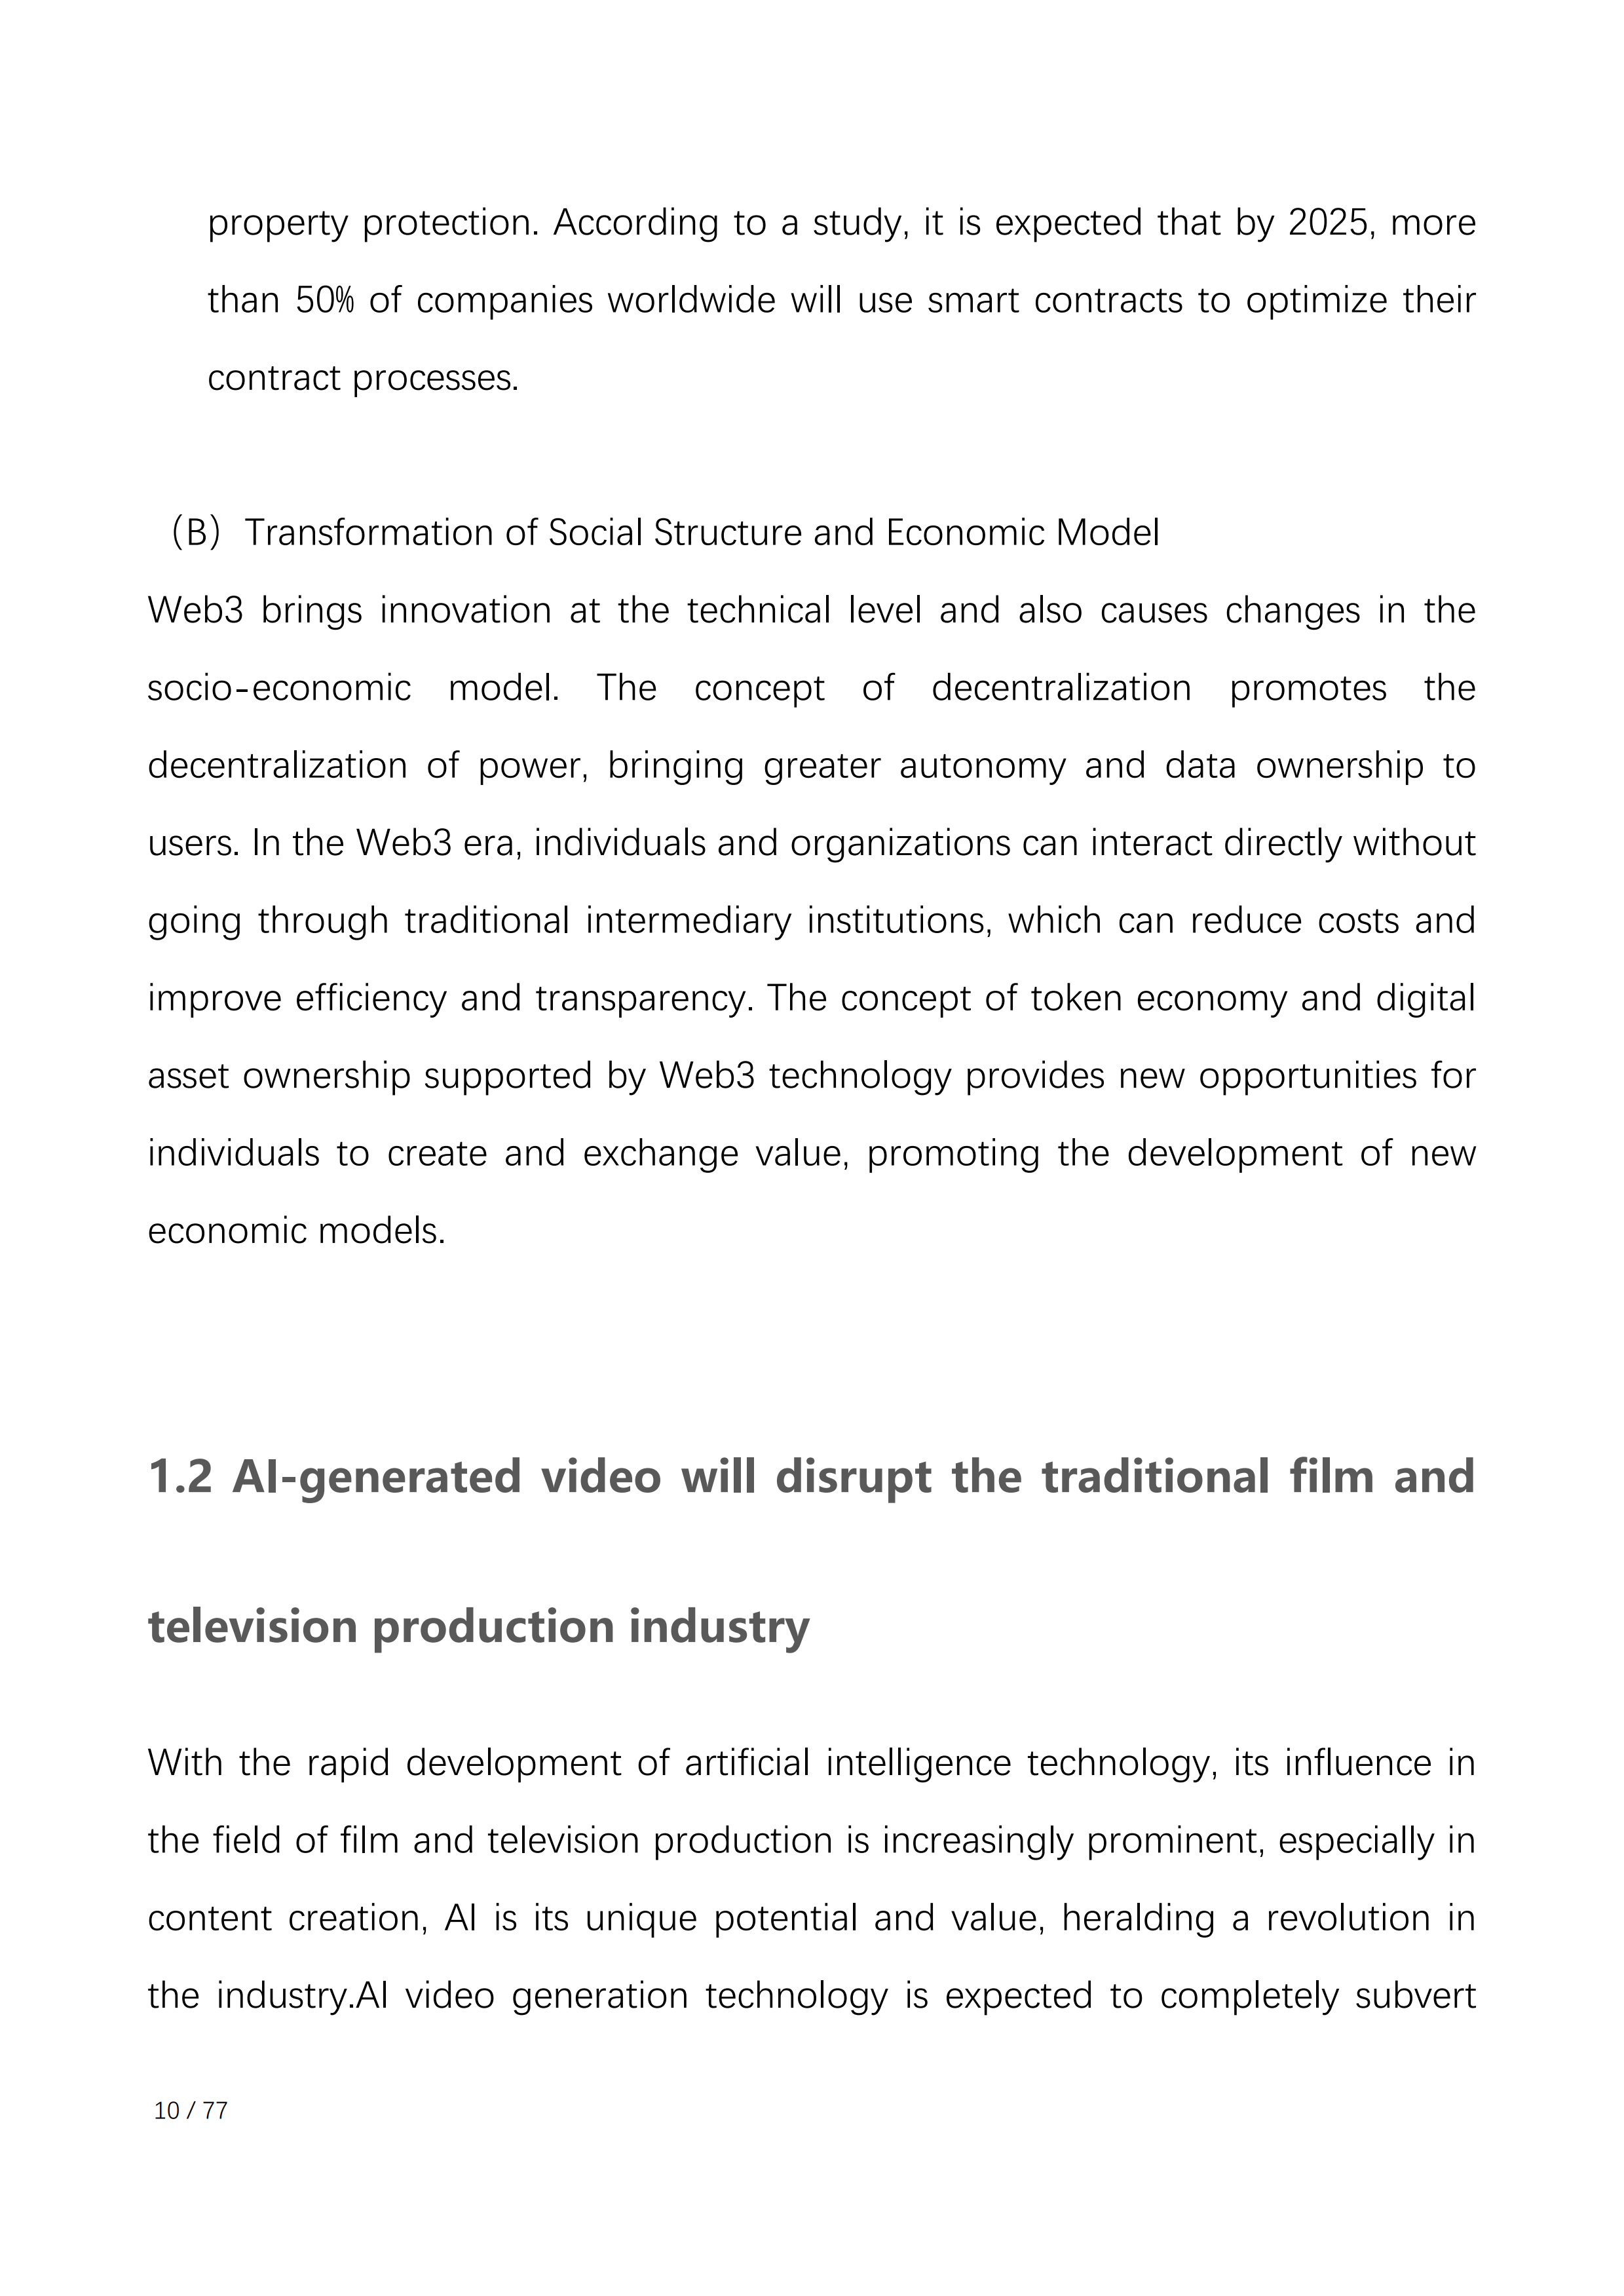 property protection. According to a study, it is expected that by 2025, more
than 50% of companies worldwide will use smart contracts to optimize their
contract processes.
（B）Transformation of Social Structure and Economic Model
Web3 brings innovation at the technical level and also causes changes in the
socio-economic model. The concept of decentralization promotes the
decentralization of power, bringing greater autonomy and data ownership to
users. In the Web3 era, individuals and organizations can interact directly without
going through traditional intermediary institutions, which can reduce costs and
improve efficiency and transparency. The concept of token economy and digital
asset ownership supported by Web3 technology provides new opportunities for
individuals to create and exchange value, promoting the development of new
economic models.
1.2 AI-generated video will disrupt the traditional film and
television production industry
With the rapid development of artificial intelligence technology, its influence in
the field of film and television production is increasingly prominent, especially in
content creation, AI is its unique potential and value, heralding a revolution in
the industry.AI video generation technology is expected to completely subvert
10 / 77